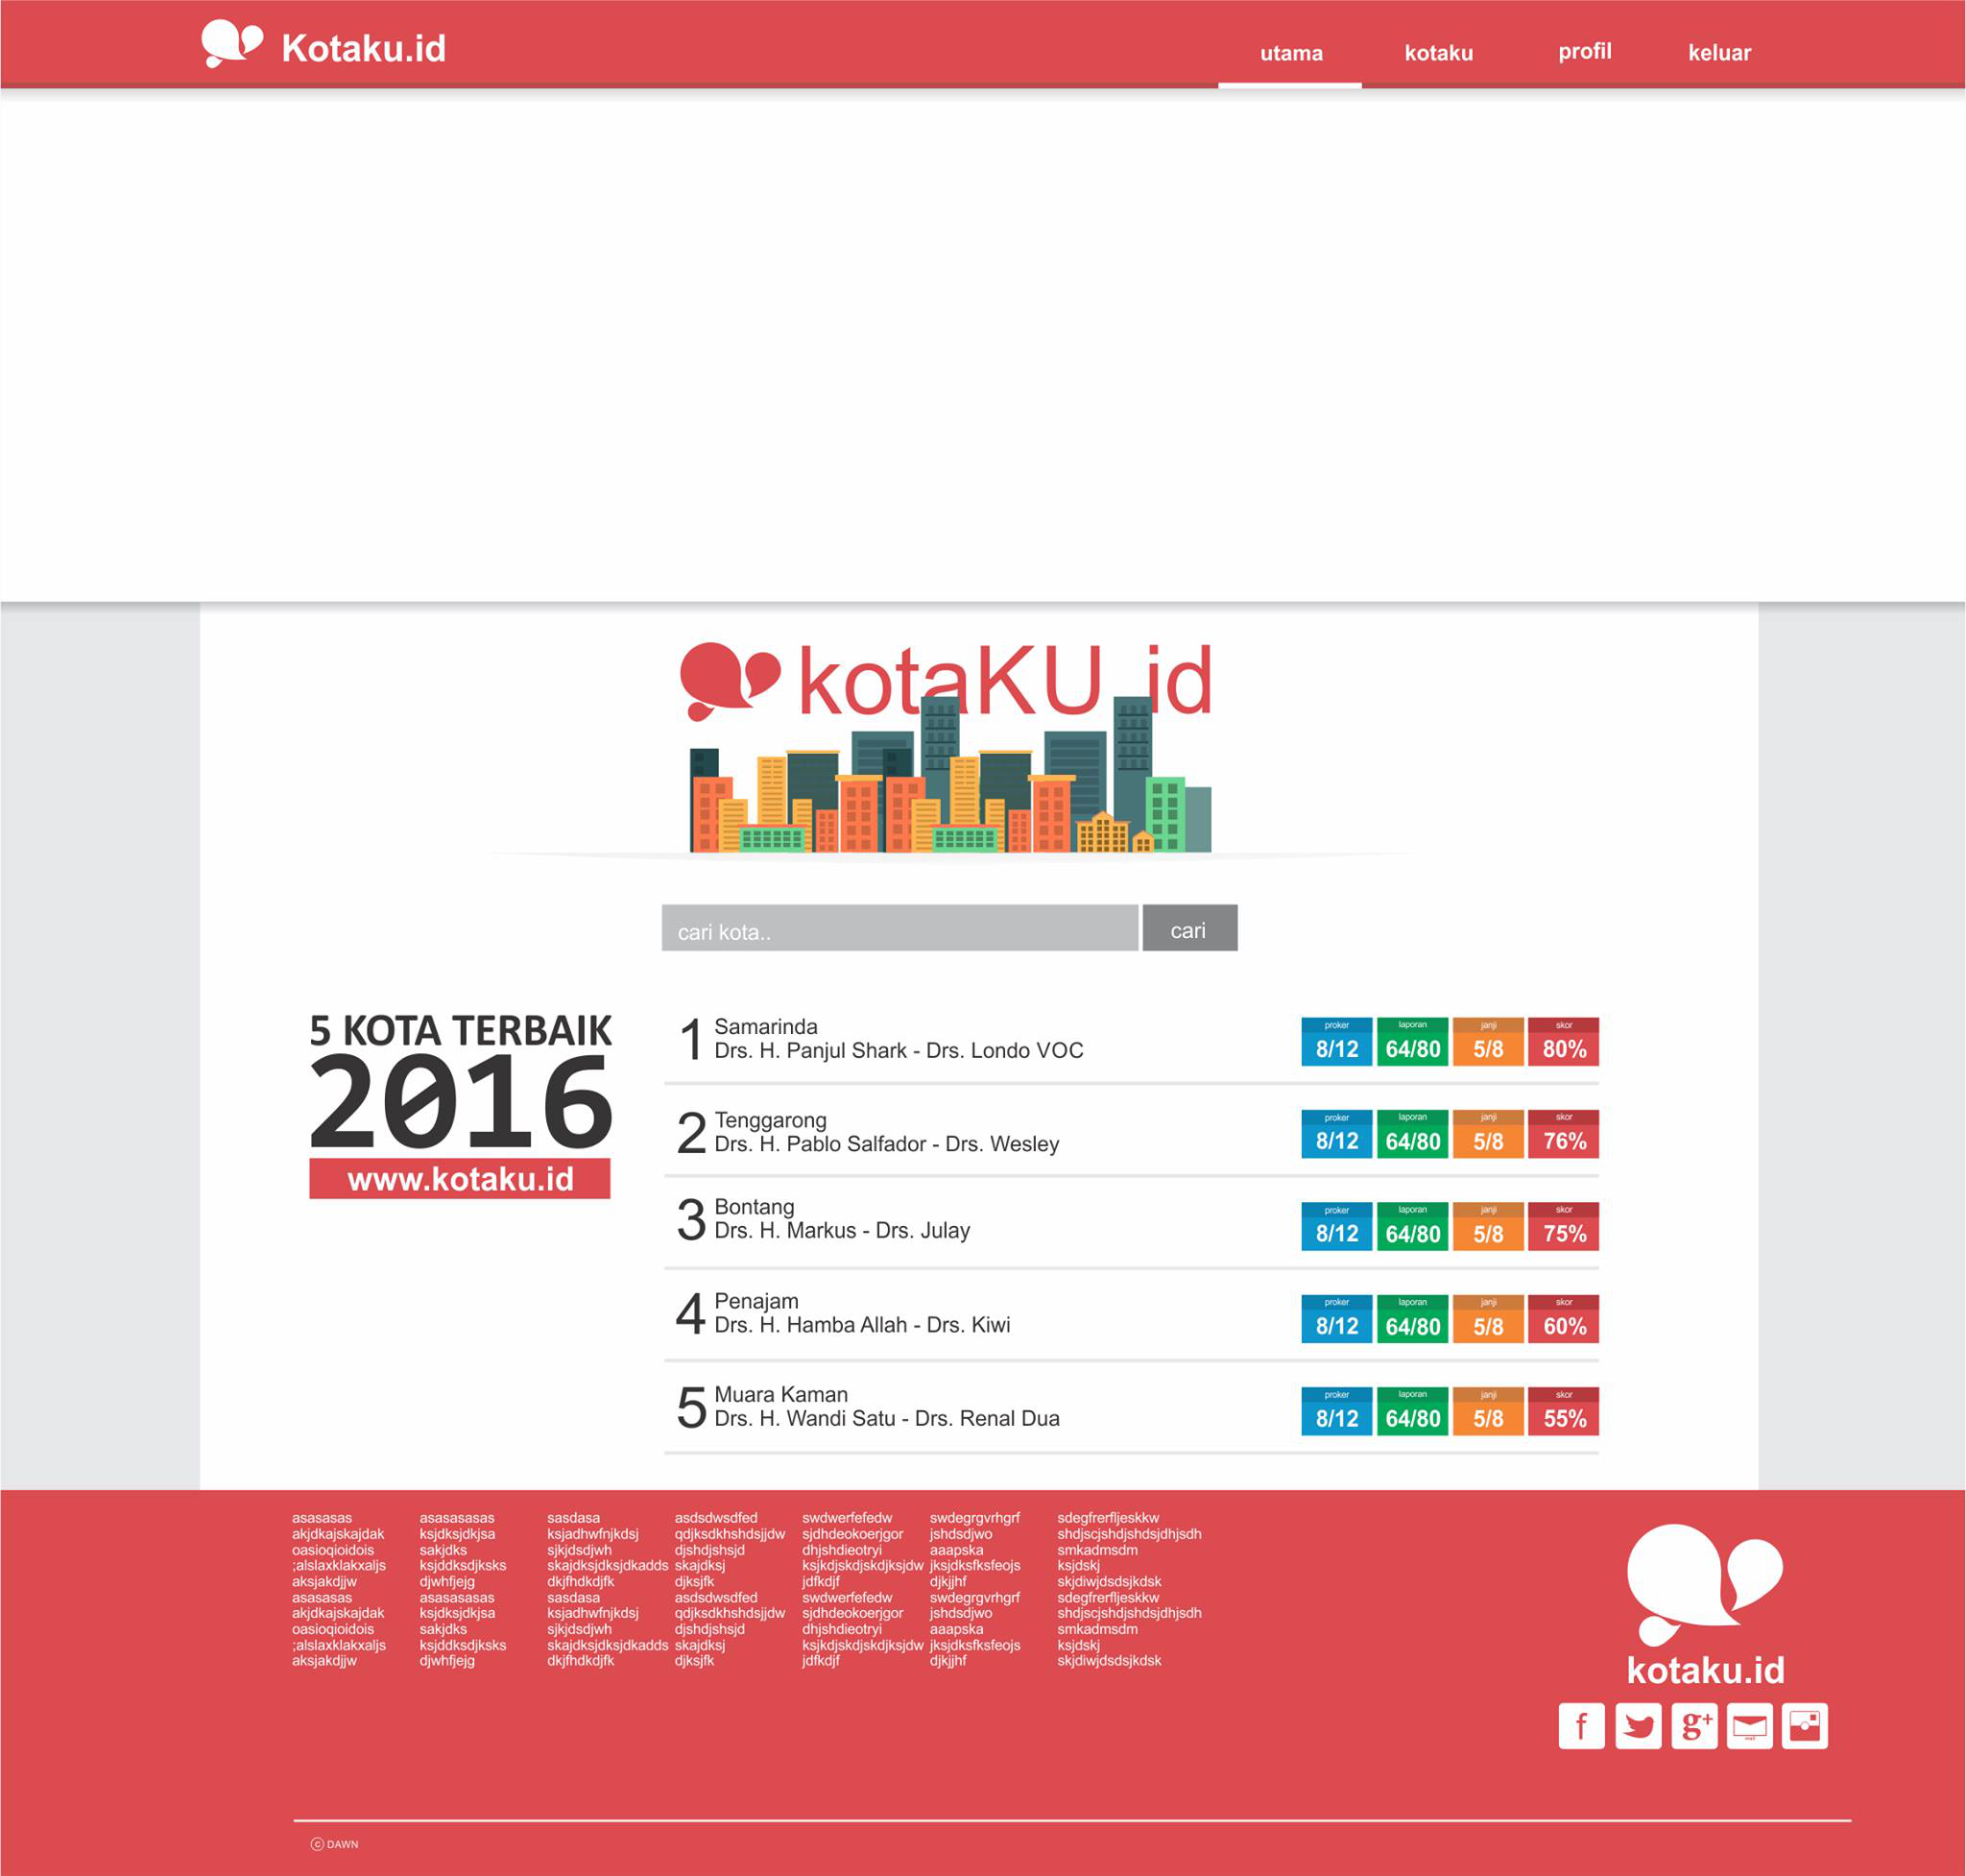 Kotaku.id
utama kotaku profil keluar
kotaKU id
cari kota.. cari
5 KOTA TERBAIK
2016
www.kotaku.id
1 Samarinda
Drs. H. Panjul Shark - Drs. Londo VOC
proker laporan janji skor
8/12 64/80 5/8 80%
2 Tenggarong
Drs. H. Pablo Salfador - Drs. Wesley
proker laporan janji skor
8/12 64/80 5/8 76%
3 Bontang
Drs. H. Markus - Drs. Julay
proker laporan janji skor
8/12 64/80 5/8 75%
4 Penajam
Drs. H. Hamba Allah - Drs. Kiwi
proker laporan janji skor
8/12 64/80 5/8 60%
5 Muara Kaman
Drs. H. Wandi Satu - Drs. Renal Dua
proker laporan janji skor
8/12 64/80 5/8 55%
asasasas asasasasas sasdasa asdsdwsdfed swdwerfefedw swdegrgvrhgrf sdegfrerfljeskkw
akjdkajskajdak ksjdksjdkjsa ksjadhwfnjkdsj qdjksdkhshdsjjdw sjdhdeokoerjgor jshdsdjwo shdjscjshdjshdsjdhjsdh
oasioqioidois sakjdks sjkjdsdjwh djshdjshsjd dhjshdieotryi aaapska smkadmsdm
;alslaxklakxaljs ksjddksdjksks skajdksjdksjdkadds skajdksj ksjkdjskdjskdjksjdw jksjdksfksfeojs ksjdskj
aksjakdjjw djwhfjejg dkjfhdkdjfk djksjfk jdfkdjf djkjjhf skjdiwjdsdsjkdsk
asasasas asasasasas sasdasa asdsdwsdfed swdwerfefedw swdegrgvrhgrf sdegfrerfljeskkw
akjdkajskajdak ksjdksjdkjsa ksjadhwfnjkdsj qdjksdkhshdsjjdw sjdhdeokoerjgor jshdsdjwo shdjscjshdjshdsjdhjsdh
oasioqioidois sakjdks sjkjdsdjwh djshdjshsjd dhjshdieotryi aaapska smkadmsdm
;alslaxklakxaljs ksjddksdjksks skajdksjdksjdkadds skajdksj ksjkdjskdjskdjksjdw jksjdksfksfeojs ksjdskj
aksjakdjjw djwhfjejg dkjfhdkdjfk djksjfk jdfkdjf djkjjhf skjdiwjdsdsjkdsk
kotaku.id
f g+
© DAWN